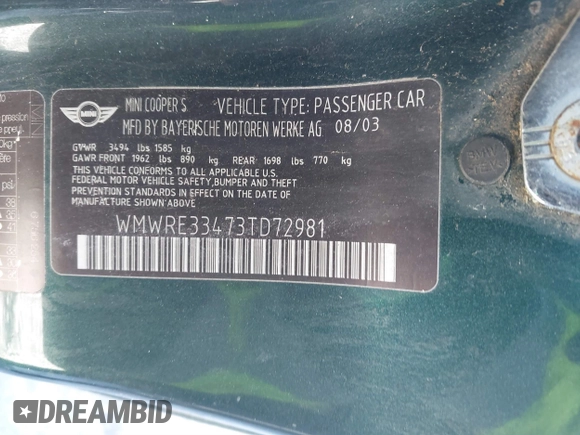 MINI
MINI COOPER S VEHICLE TYPE: PASSENGER CAR
MFD BY BAYERISCHE MOTOREN WERKE AG 08/03
GVWR 3494 lbs 1585 kg
GAWR FRONT 1962 lbs 890 kg REAR 1698 lbs 770 kg
THIS VEHICLE CONFORMS TO ALL APPLICABLE U.S.
FEDERAL MOTOR VEHICLE SAFETY,BUMPER AND THEFT
PREVENTION STANDARDS IN EFFECT ON THE DATE OF
MANUFACTURE SHOWN ABOVE
WMWRE33473TD72981
DREAMBID